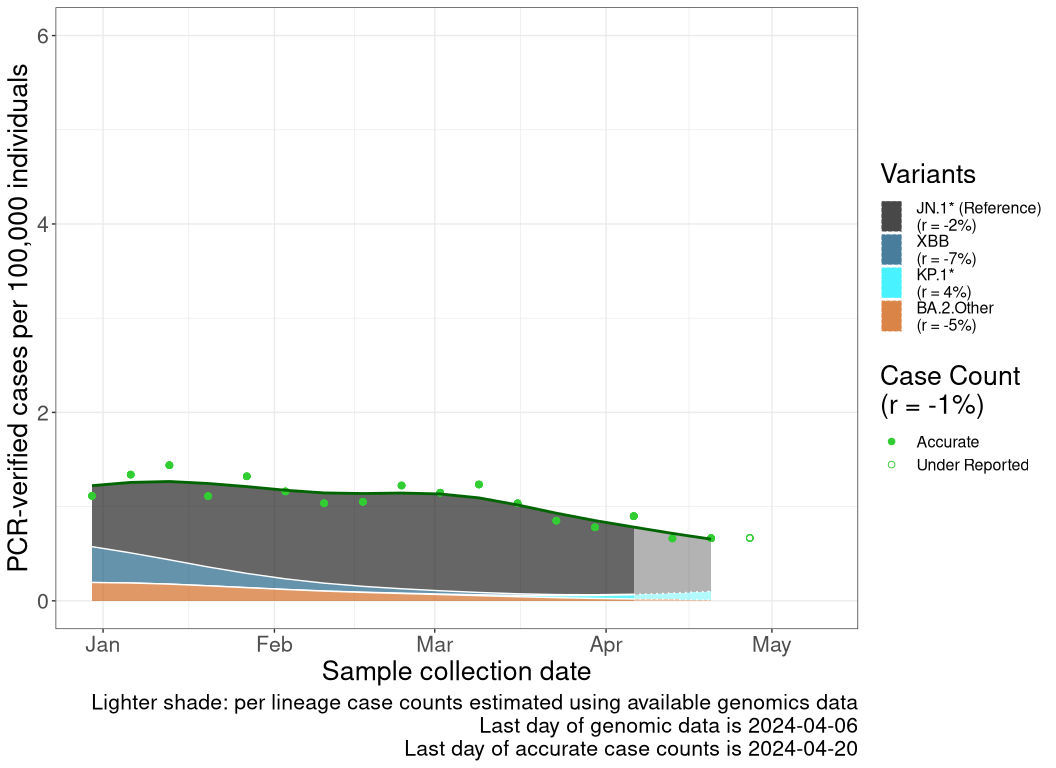 PCR-verified cases per 100,000 individuals
6
4
2
0
Jan Feb Mar Apr May
Sample collection date
Lighter shade: per lineage case counts estimated using available genomics data
Last day of genomic data is 2024-04-06
Last day of accurate case counts is 2024-04-20
Variants
JN.1* (Reference)
(r = -2%)
XBB
(r = -7%)
KP.1*
(r = 4%)
BA.2.Other
(r = -5%)
Case Count
(r = -1%)
Accurate
Under Reported